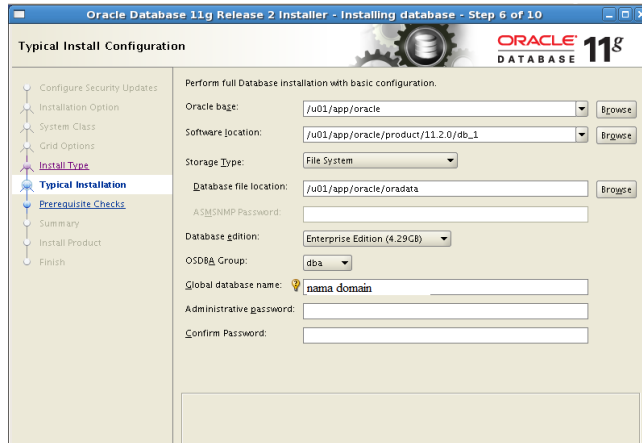 Oracle Database 11g Release 2 Installer - Installing database - Step 6 of 10
Typical Install Configuration
ORACLE
DATABASE 11g
Configure Security Updates
Installation Option
System Class
Grid Options
Install Type
Typical Installation
Prerequisite Checks
Summary
Install Product
Finish
Perform full Database installation with basic configuration.
Oracle base: /u01/app/oracle Browse
Software location: /u01/app/oracle/product/11.2.0/db_1 Browse
Storage Type: File System
Database file location: /u01/app/oracle/oradata Browse
ASMSNMP Password:
Database edition: Enterprise Edition (4.29GB)
OSDBA Group: dba
Global database name: nama domain
Administrative password:
Confirm Password: